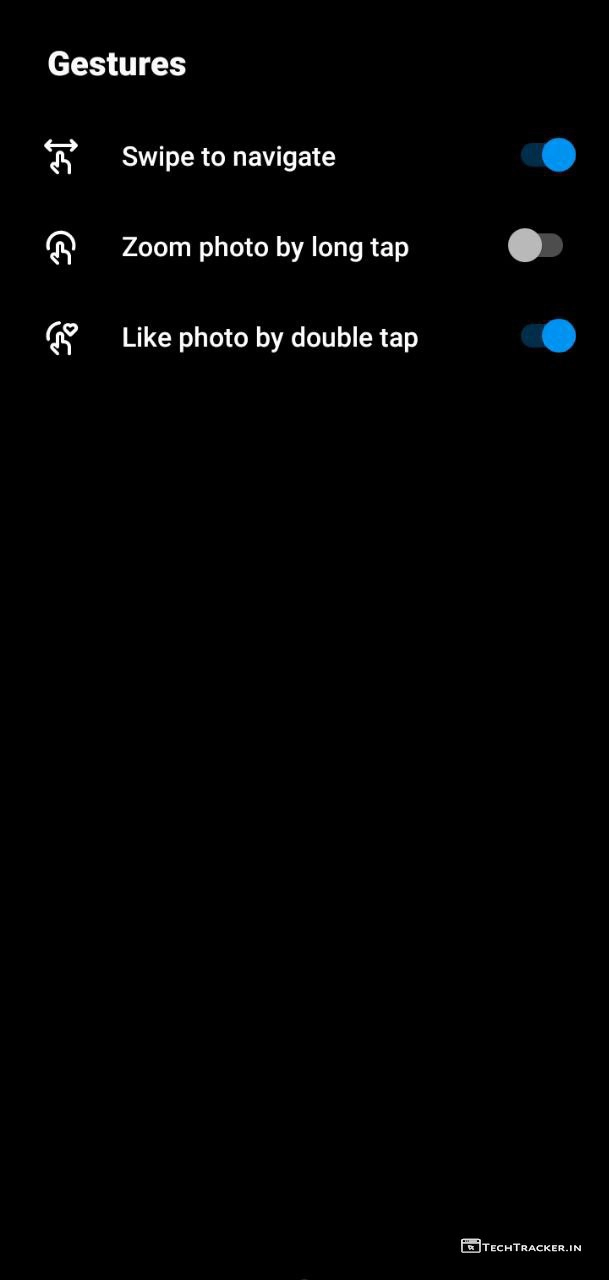 Gestures
Swipe to navigate
Zoom photo by long tap
Like photo by double tap
TechTracker.in